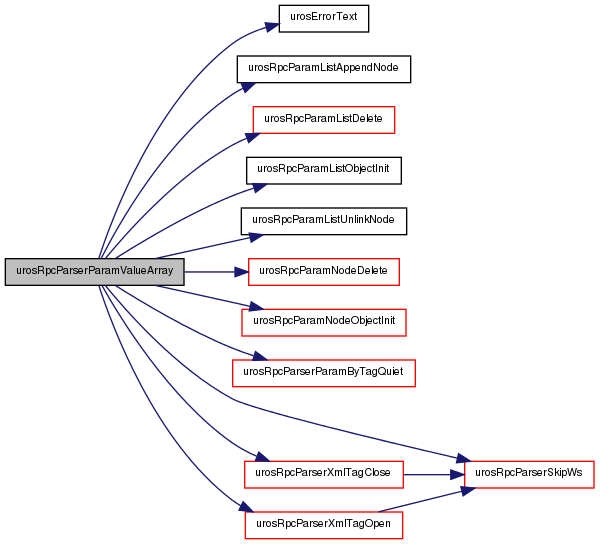 urosErrorText
urosRpcParamListAppendNode
urosRpcParamListDelete
urosRpcParamListObjectInit
urosRpcParamListUnlinkNode
urosRpcParserParamValueArray
urosRpcParamNodeDelete
urosRpcParamNodeObjectInit
urosRpcParserParamByTagQuiet
urosRpcParserXmlTagClose
urosRpcParserSkipWs
urosRpcParserXmlTagOpen